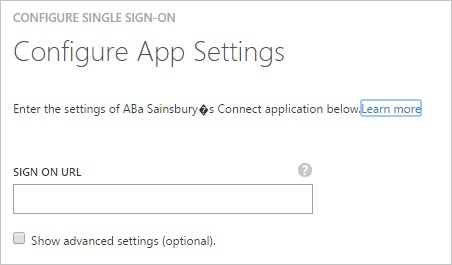 CONFIGURE SINGLE SIGN-ON
Configure App Settings
Enter the settings of ABa Sainsbury�s Connect application below.Learn more
SIGN ON URL ?
Show advanced settings (optional).